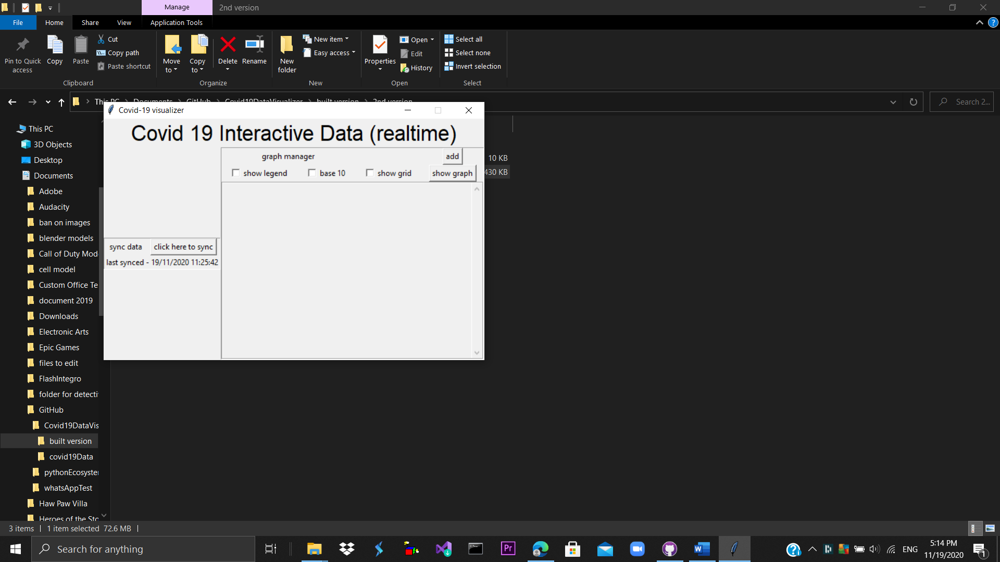 Manage
2nd version
File
Home
Share
View
Application Tools
Pin to Quick access
Copy
Paste
Cut
Copy path
Paste shortcut
Move to
Copy to
Delete
Rename
New folder
New item
Easy access
Properties
Open
Edit
History
Select all
Select none
Invert selection
Clipboard
Organize
New
Open
Select
This PC
Documents
GitHub
Covid19DataVisualizer
built version
2nd version
Search 2...
Covid-19 visualizer
Covid 19 Interactive Data (realtime)
graph manager
add
show legend
base 10
show grid
show graph
sync data
click here to sync
last synced - 19/11/2020 11:25:42
10 KB
430 KB
This PC
3D Objects
Desktop
Documents
Adobe
Audacity
ban on images
blender models
Call of Duty Mod
cell model
Custom Office Te
document 2019
Downloads
Electronic Arts
Epic Games
files to edit
FlashIntegro
folder for detecti
GitHub
Covid19DataVis
built version
covid19Data
pythonEcosyster
whatsAppTest
Haw Paw Villa
Heroes of the Sto
3 items
1 item selected 72.6 MB
Search for anything
Pr
ENG
5:14 PM
11/19/2020
1